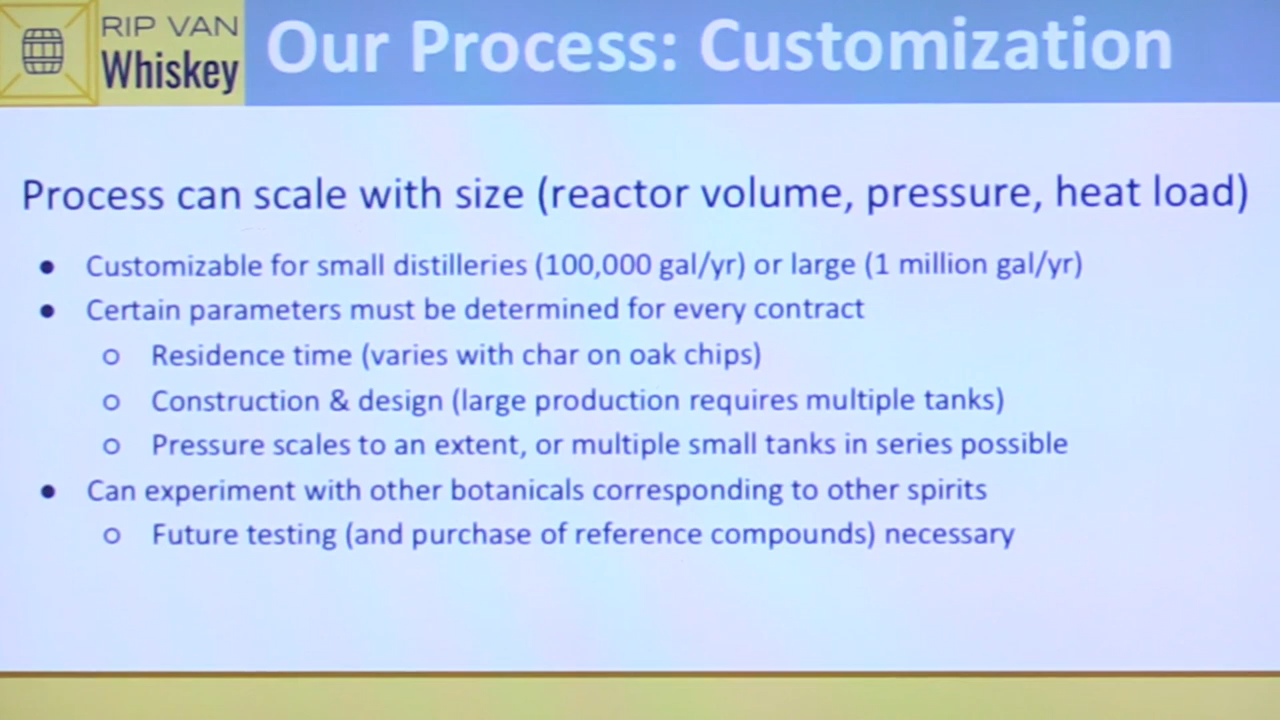 RIP VAN
Whiskey
Our Process: Customization
Process can scale with size (reactor volume, pressure, heat load)
● Customizable for small distilleries (100,000 gal/yr) or large (1 million gal/yr)
● Certain parameters must be determined for every contract
○ Residence time (varies with char on oak chips)
○ Construction & design (large production requires multiple tanks)
○ Pressure scales to an extent, or multiple small tanks in series possible
● Can experiment with other botanicals corresponding to other spirits
○ Future testing (and purchase of reference compounds) necessary